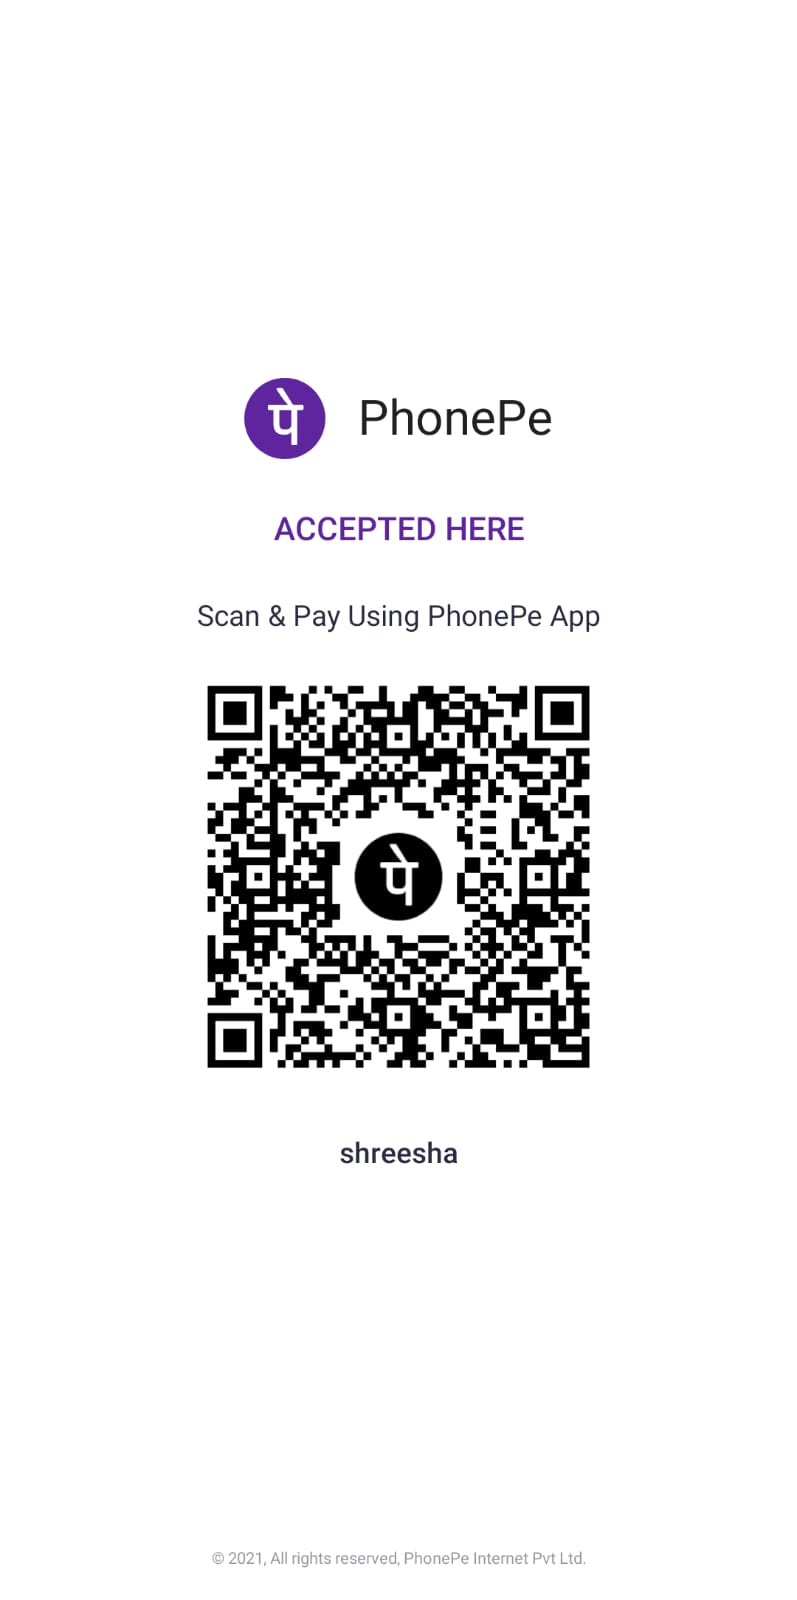 पे PhonePe
ACCEPTED HERE
Scan & Pay Using PhonePe App
पे
shreesha
© 2021, All rights reserved, PhonePe Internet Pvt Ltd.